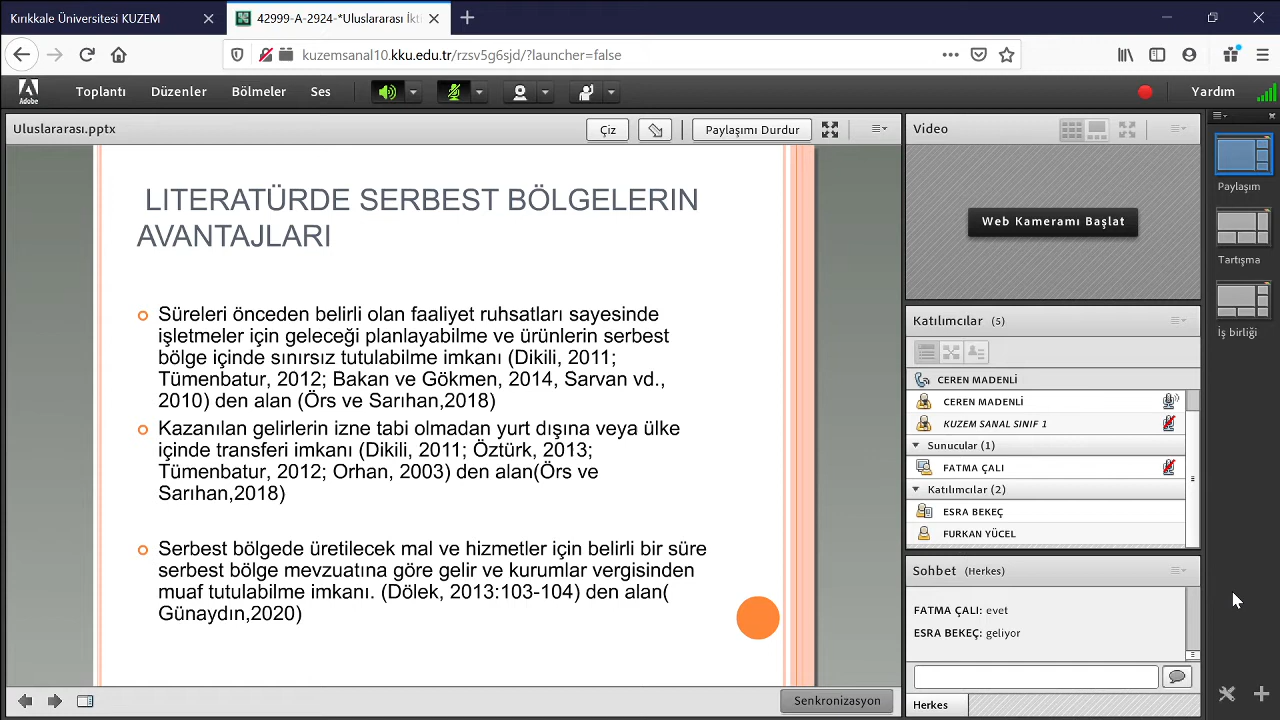 Kırıkkale Üniversitesi KUZEM
42999-A-2924-*Uluslararası İkti
kuzemsanal10.kku.edu.tr/rzsv5g6sjd/?launcher=false
Adobe
Toplantı
Düzenler
Bölmeler
Ses
Yardım
Uluslararası.pptx
Çiz
Paylaşımı Durdur
LITERATÜRDE SERBEST BÖLGELERIN
AVANTAJLARI
Süreleri önceden belirli olan faaliyet ruhsatları sayesinde
işletmeler için geleceği planlayabilme ve ürünlerin serbest
bölge içinde sınırsız tutulabilme imkanı (Dikili, 2011;
Tümenbatur, 2012; Bakan ve Gökmen, 2014, Sarvan vd.,
2010) den alan (Örs ve Sarıhan,2018)
Kazanılan gelirlerin izne tabi olmadan yurt dışına veya ülke
içinde transferi imkanı (Dikili, 2011; Öztürk, 2013;
Tümenbatur, 2012; Orhan, 2003) den alan(Örs ve
Sarıhan,2018)
Serbest bölgede üretilecek mal ve hizmetler için belirli bir süre
serbest bölge mevzuatına göre gelir ve kurumlar vergisinden
muaf tutulabilme imkanı. (Dölek, 2013:103-104) den alan(
Günaydın,2020)
Senkronizasyon
Video
Web Kameramı Başlat
Katılımcılar (5)
CEREN MADENLİ
CEREN MADENLİ
KUZEM SANAL SINIF 1
Sunucular (1)
FATMA ÇALI
Katılımcılar (2)
ESRA BEKEÇ
FURKAN YÜCEL
Sohbet (Herkes)
FATMA ÇALI: evet
ESRA BEKEÇ: geliyor
Herkes
Paylaşım
Tartışma
İş birliği